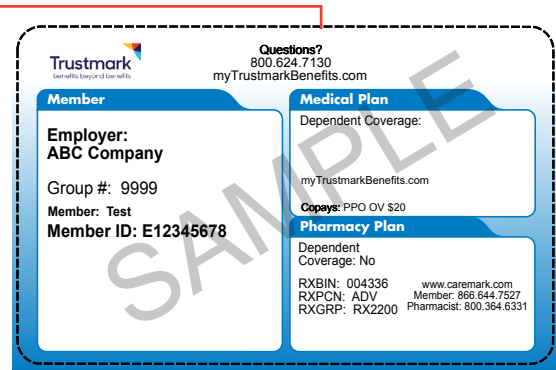 Trustmark
benefits beyond benefits
Questions?
800.624.7130
myTrustmarkBenefits.com
Member
Employer:
ABC Company
Group #: 9999
Member: Test
Member ID: E12345678
Medical Plan
Dependent Coverage:
myTrustmarkBenefits.com
Copays: PPO OV $20
Pharmacy Plan
Dependent
Coverage: No
RXBIN: 004336
RXPCN: ADV
RXGRP: RX2200
www.caremark.com
Member: 866.644.7527
Pharmacist: 800.364.6331
SAMPLE